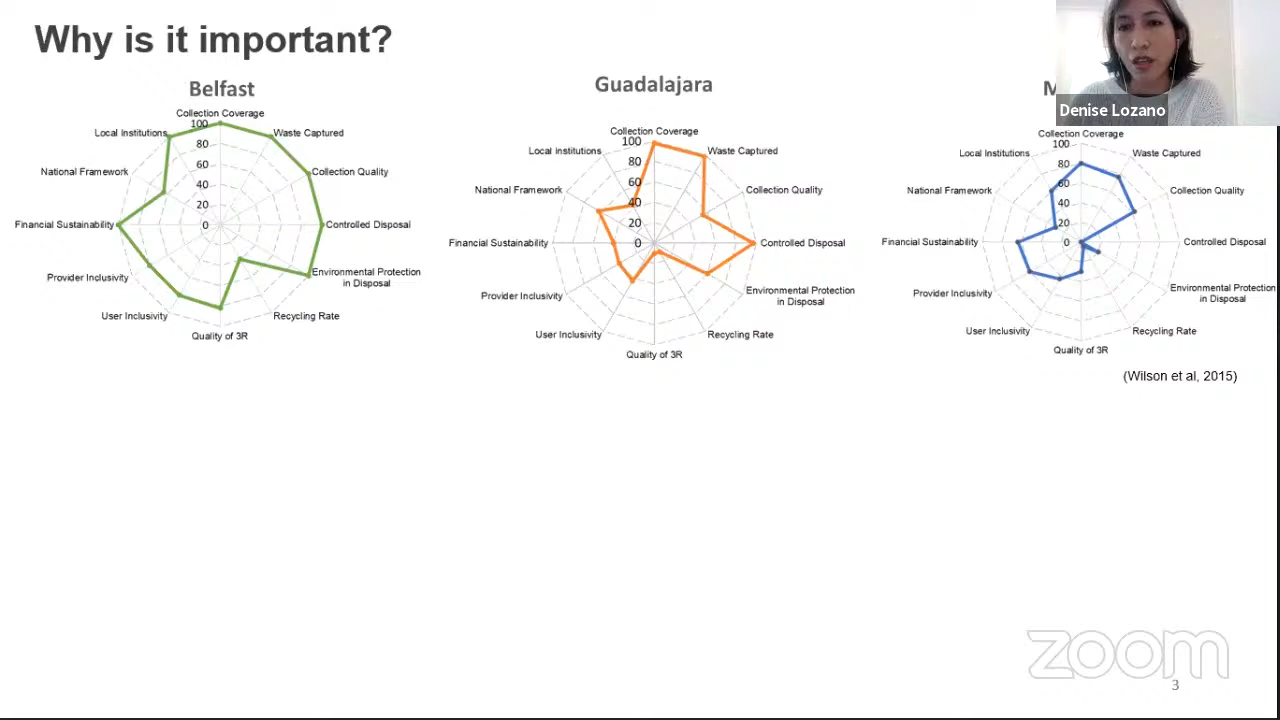 Why is it important?
Denise Lozano
Belfast
Collection Coverage
Waste Captured
Collection Quality
Controlled Disposal
Environmental Protection
in Disposal
Recycling Rate
Quality of 3R
User Inclusivity
Provider Inclusivity
Financial Sustainability
National Framework
Local Institutions
100
80
60
40
20
0
Guadalajara
Collection Coverage
Waste Captured
Collection Quality
Controlled Disposal
Environmental Protection
in Disposal
Recycling Rate
Quality of 3R
User Inclusivity
Provider Inclusivity
Financial Sustainability
National Framework
Local institutions
100
80
60
40
20
0
M
Collection Coverage
Waste Captured
Collection Quality
Controlled Disposal
Environmental Protection
in Disposal
Recycling Rate
Quality of 3R
User Inclusivity
Provider Inclusivity
Financial Sustainability
National Framework
Local Institutions
100
80
60
40
20
0
(Wilson et al, 2015)
zoom
3